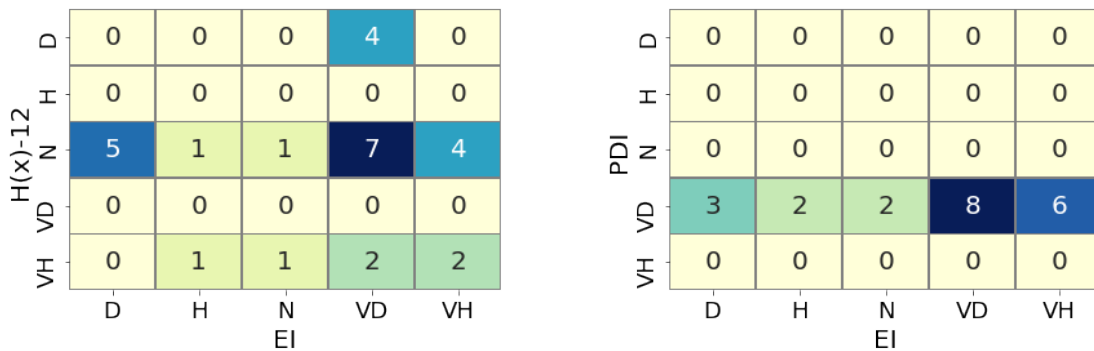 H(x)-12
D 0 0 0 4 0
H 0 0 0 0 0
N 5 1 1 7 4
VD 0 0 0 0 0
VH 0 1 1 2 2
D H N VD VH
EI
PDI
D 0 0 0 0 0
H 0 0 0 0 0
N 0 0 0 0 0
VD 3 2 2 8 6
VH 0 0 0 0 0
D H N VD VH
EI